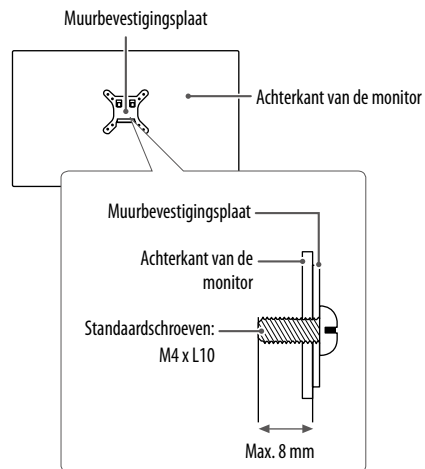 Muurbevestigingsplaat
Achterkant van de monitor
Muurbevestigingsplaat
Achterkant van de
monitor
Standaardschroeven:
M4 x L10
Max. 8 mm